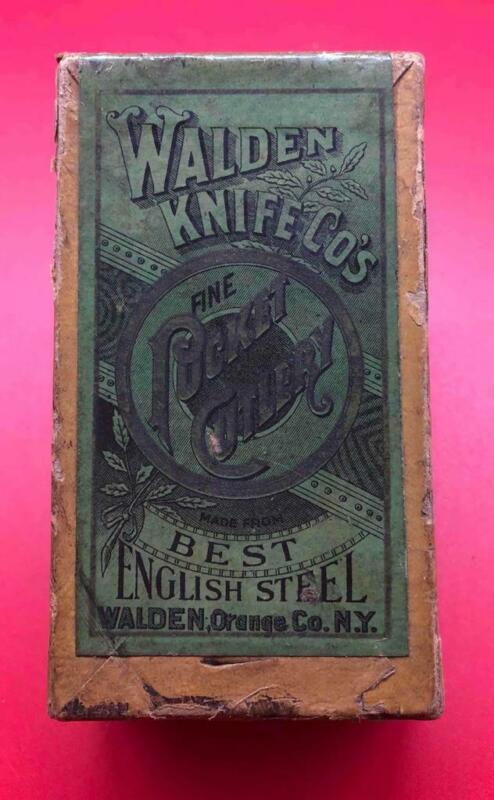 WALDEN
KNIFE CO'S
FINE
POCKET
CUTLERY
MADE FROM
BEST
ENGLISH STEEL
WALDEN, Orange Co. N.Y.